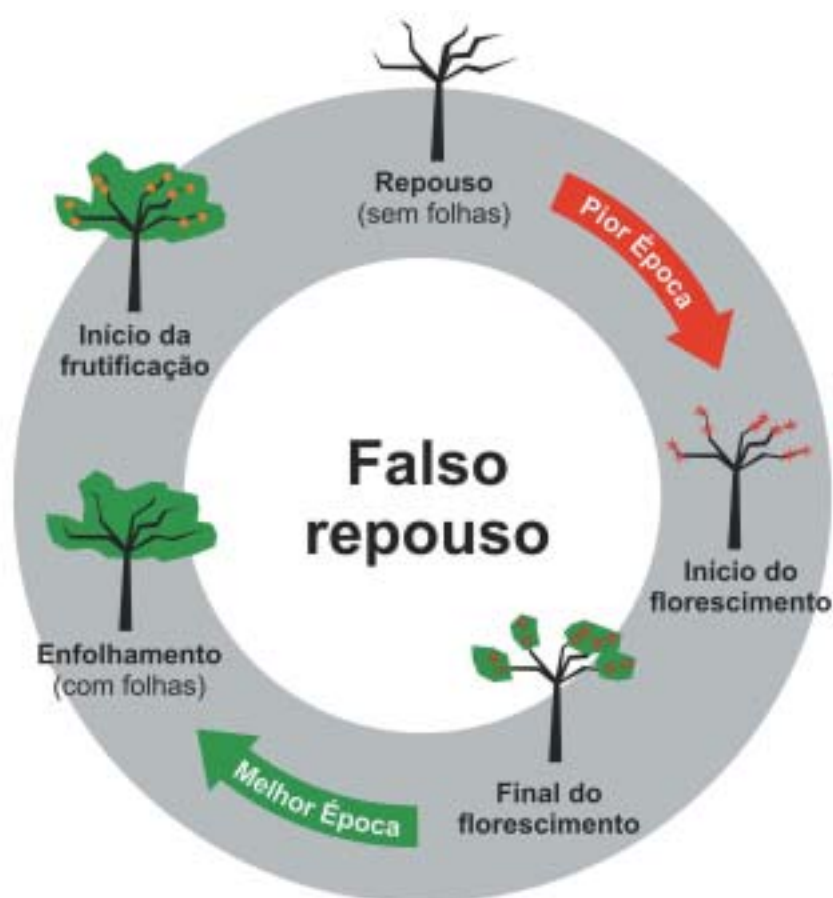 Repouso
(sem folhas)
Pior Época
Início da
frutificação
Falso
repouso
Inicio do
florescimento
Enfolhamento
(com folhas)
Melhor Época
Final do
florescimento